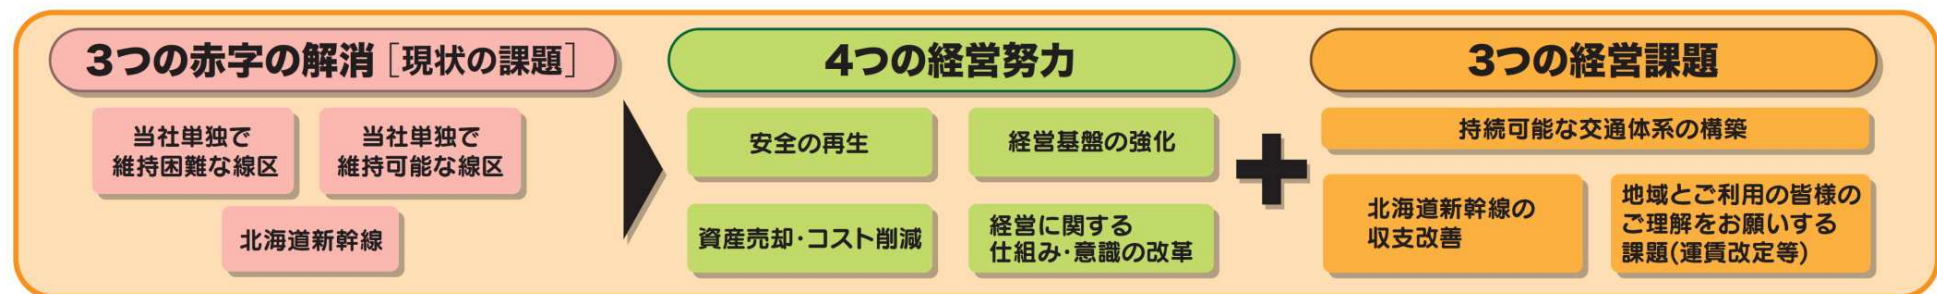 3つの赤字の解消[現状の課題]
当社単独で
維持困難な線区
当社単独で
維持可能な線区
北海道新幹線
4つの経営努力
安全の再生
経営基盤の強化
資産売却・コスト削減
経営に関する
仕組み・意識の改革
3つの経営課題
持続可能な交通体系の構築
北海道新幹線の
収支改善
地域とご利用の皆様の
ご理解をお願いする
課題(運賃改定等)